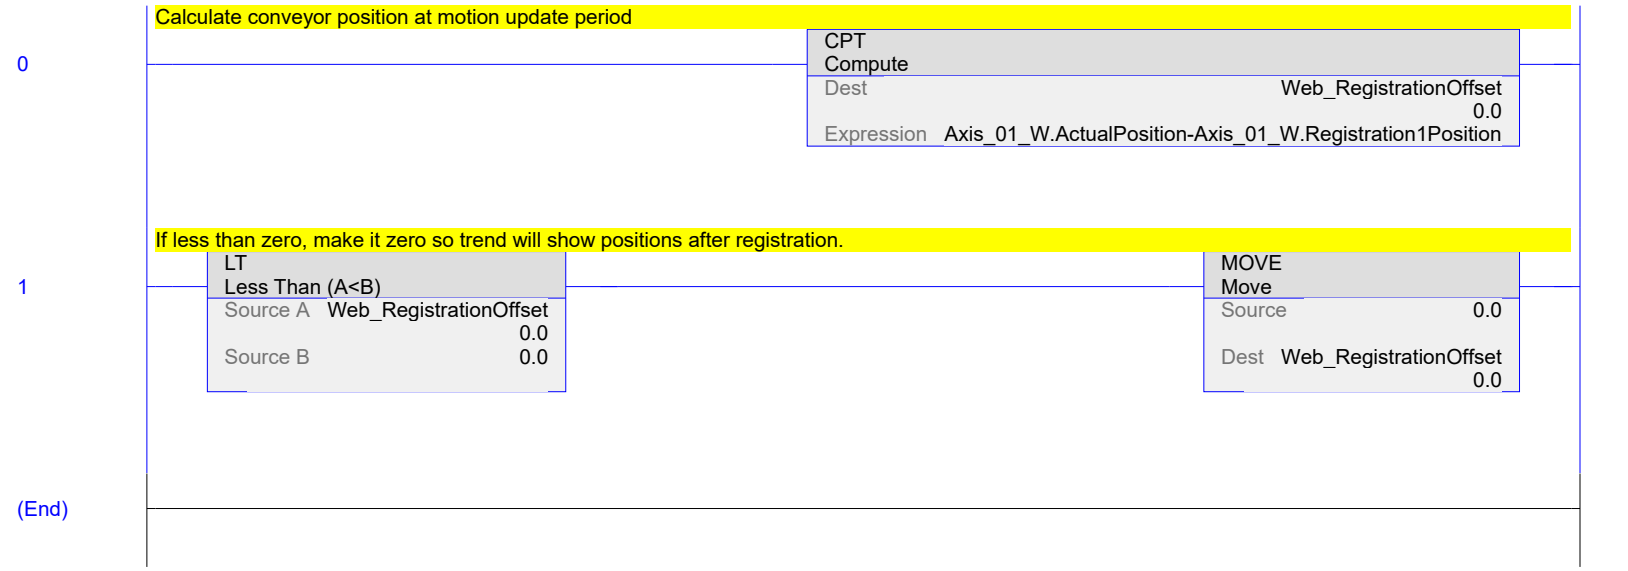 Calculate conveyor position at motion update period
CPT
0
Compute
Dest Web_RegistrationOffset
0.0
Expression Axis_01_W.ActualPosition-Axis_01_W.Registration1Position
If less than zero, make it zero so trend will show positions after registration.
LT
MOVE
1
Less Than (A<B)
Move
Source A Web_RegistrationOffset
Source 0.0
0.0
Source B 0.0
Dest Web_RegistrationOffset
0.0
(End)